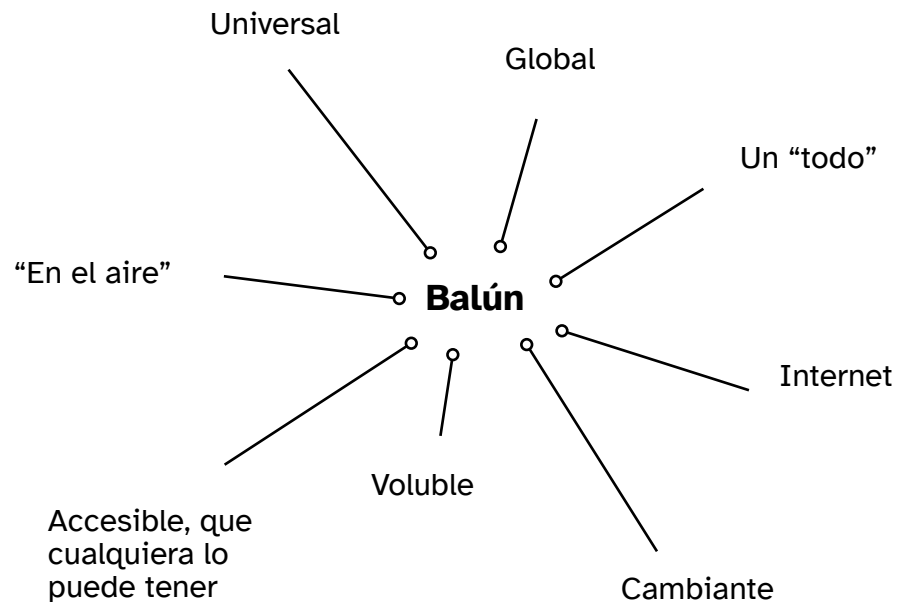 Universal
Global
Un “todo”
“En el aire”
Balún
Internet
Voluble
Accesible, que
cualquiera lo
puede tener
Cambiante